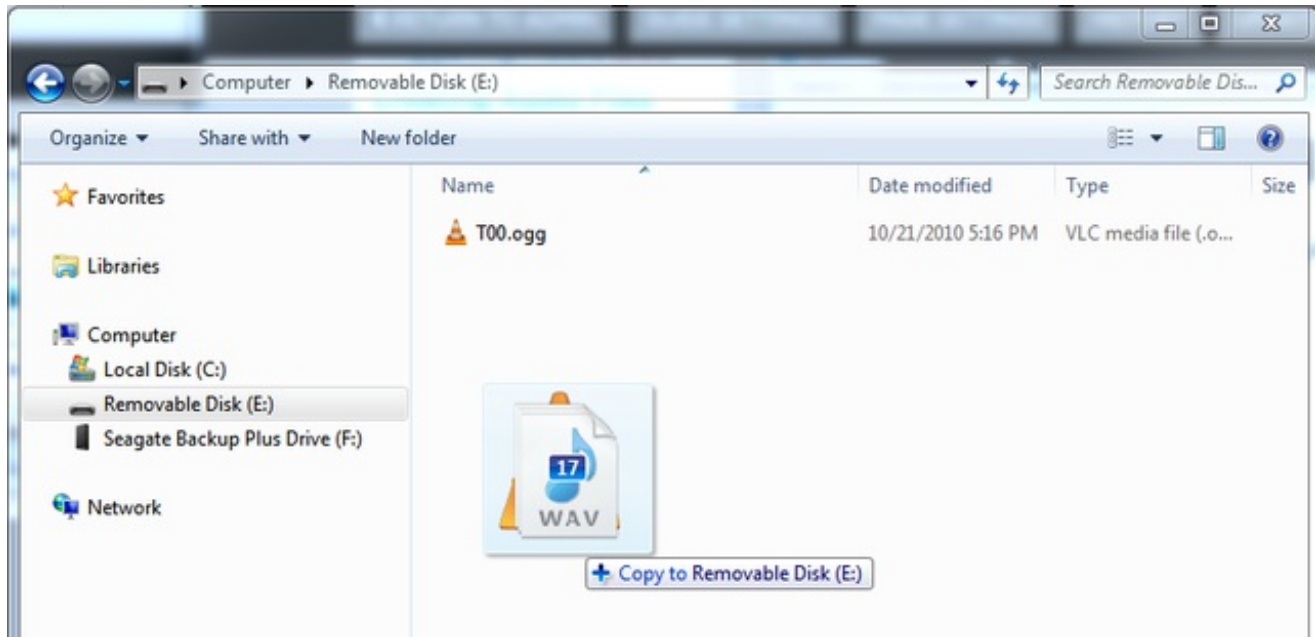 Computer ▸ Removable Disk (E:)
Search Removable Dis...
Organize Share with New folder
Name Date modified Type Size
Favorites
T00.ogg 10/21/2010 5:16 PM VLC media file (.o...
Libraries
Computer
Local Disk (C:)
Removable Disk (E:)
Seagate Backup Plus Drive (F:)
Network
17
WAV
Copy to Removable Disk (E:)